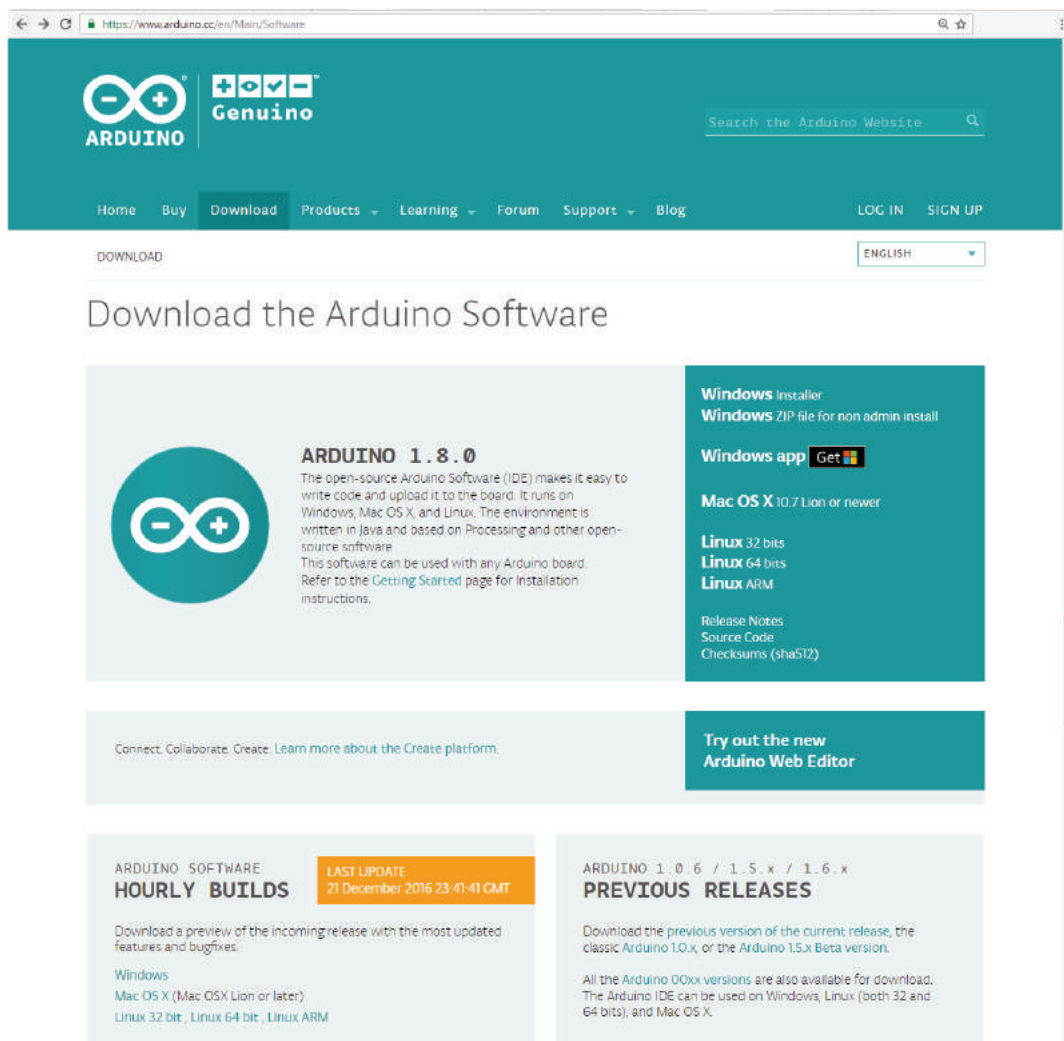 https://www.arduino.cc/en/Main/Software
ARDUINO
Genuino
Search the Arduino Website
Home Buy Download Products Learning Forum Support Blog LOG IN SIGN UP
DOWNLOAD
ENGLISH
Download the Arduino Software
ARDUINO 1.8.0
The open-source Arduino Software (IDE) makes it easy to
write code and upload it to the board. It runs on
Windows, Mac OS X, and Linux. The environment is
written in Java and based on Processing and other open-
source software
This software can be used with any Arduino board.
Refer to the Getting Started page for Installation
instructions.
Windows Installer
Windows ZIP file for non admin install
Windows app Get
Mac OS X 10.7 Lion or newer
Linux 32 bits
Linux 64 bits
Linux ARM
Release Notes
Source Code
Checksums (sha512)
Connect. Collaborate. Create. Learn more about the Create platform.
Try out the new
Arduino Web Editor
ARDUINO SOFTWARE
HOURLY BUILDS
LAST UPDATE
21 December 2016 23:41:41 GMT
Download a preview of the incoming release with the most updated
features and bugfixes.
Windows
Mac OS X (Mac OSX Lion or later)
Linux 32 bit , Linux 64 bit , Linux ARM
ARDUINO 1.0.6 / 1.5.x / 1.6.x
PREVIOUS RELEASES
Download the previous version of the current release, the
classic Arduino 1.0.x, or the Arduino 1.5.x Beta version.
All the Arduino 00xx versions are also available for download.
The Arduino IDE can be used on Windows, Linux (both 32 and
64 bits), and Mac OS X.